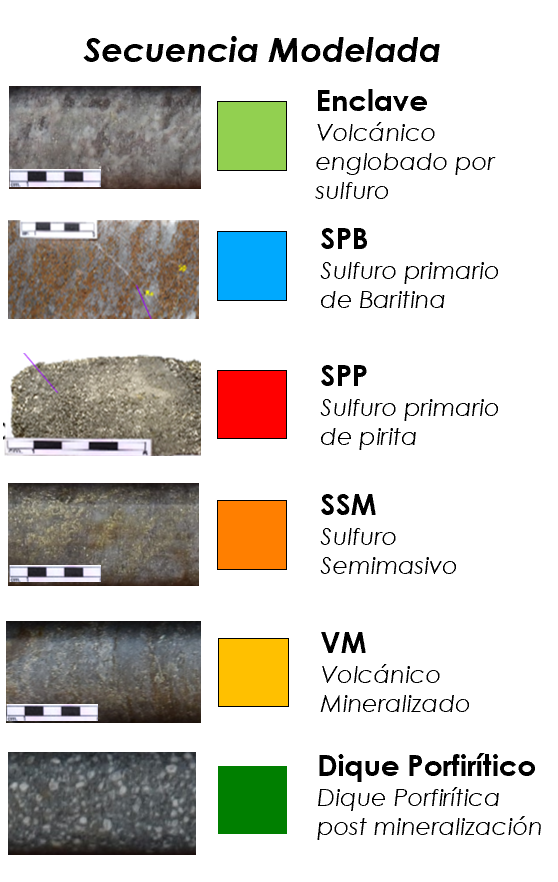 Secuencia Modelada
Enclave
Volcánico
englobado por
sulfuro
SPB
Sulfuro primario
de Baritina
SPP
Sulfuro primario
de pirita
SSM
Sulfuro
Semimasivo
VM
Volcánico
Mineralizado
Dique Porfirítico
Dique Porfirítica
post mineralización